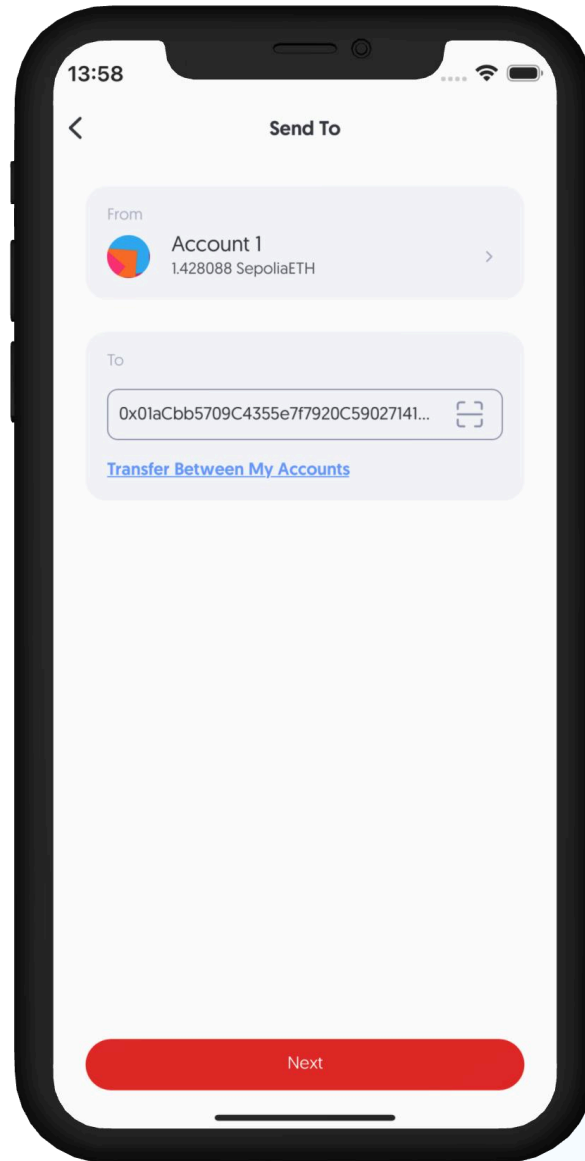 13:58
Send To
From
Account 1
1.428088 SepoliaETH
To
0x01aCbb5709C4355e7f7920C59027141...
Transfer Between My Accounts
Next